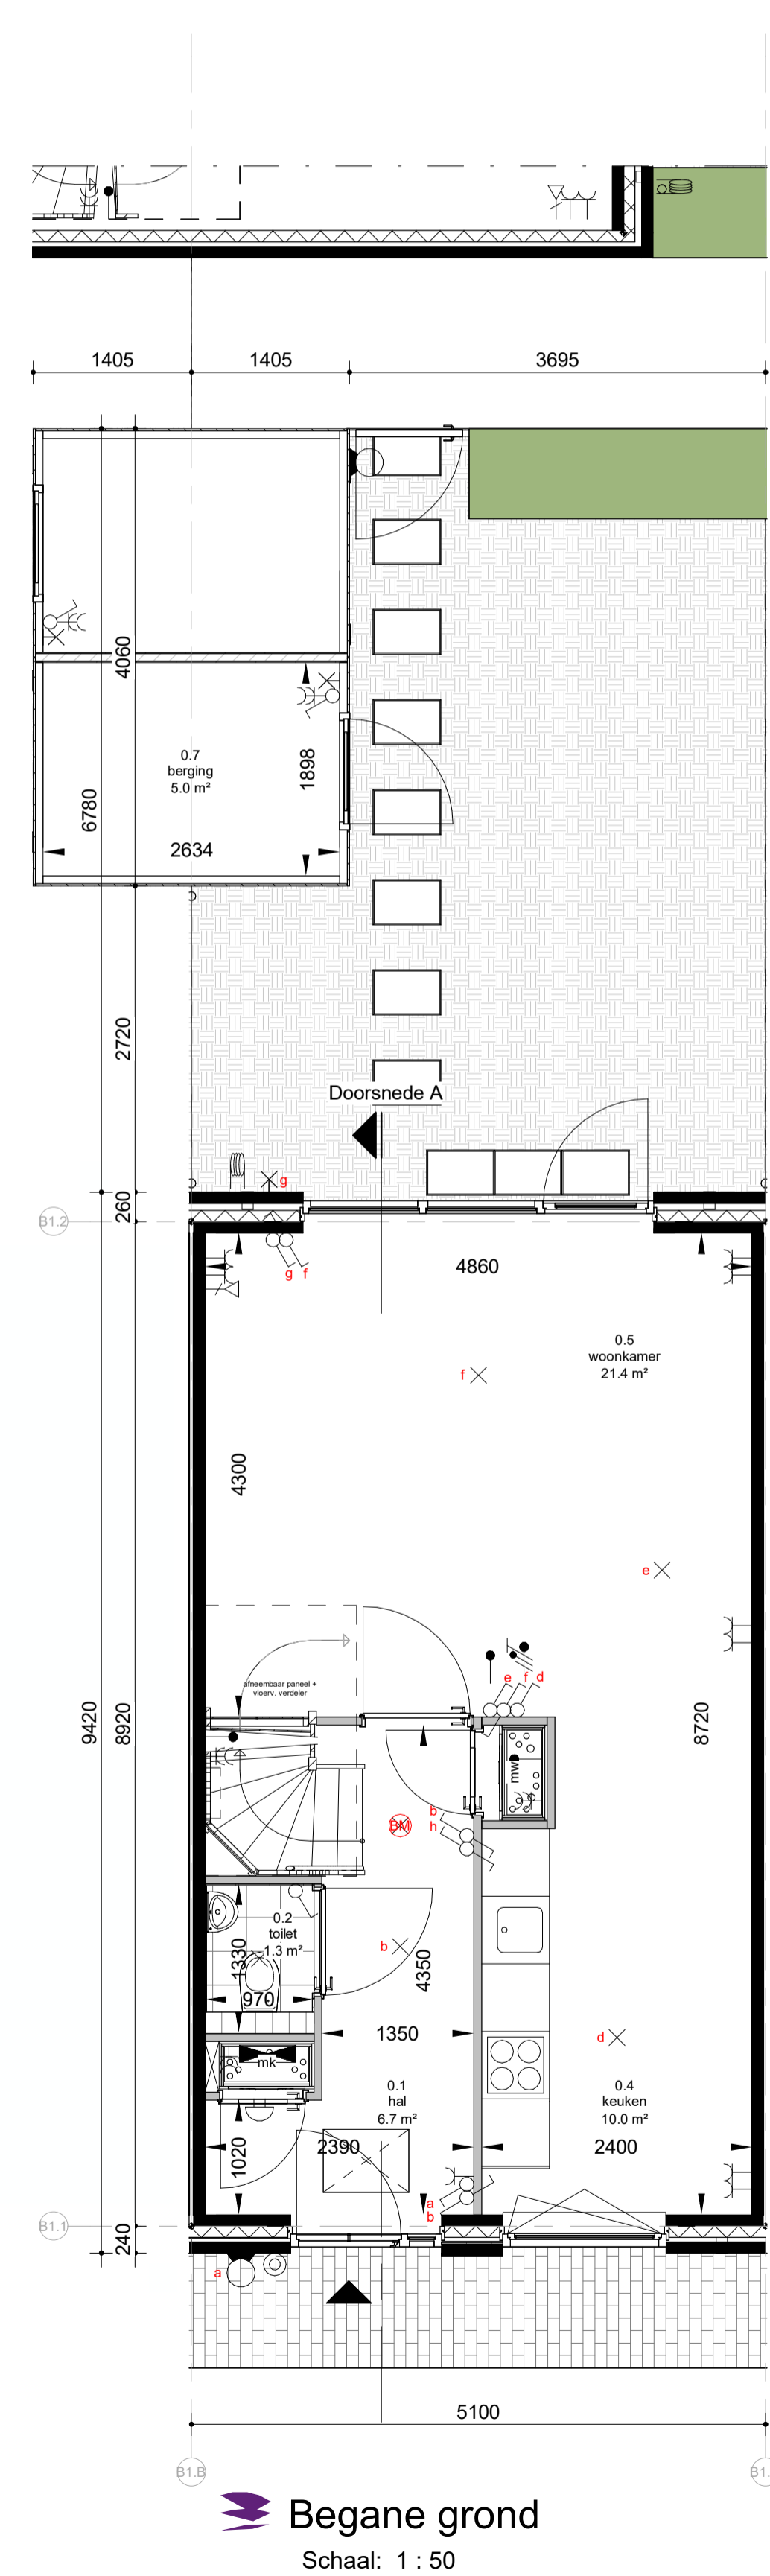 1405
1405
3695
4060
6780
0.7
berging
5.0 m²
1898
2634
2720
Doorsnede A
g
260
B1.2
g f
4860
0.5
woonkamer
21.4 m²
f
4300
e
afneembaar paneel +
vloerv. verdeler
e f d
9420
8920
8720
mw
BM
b
h
0.2
toilet
1.3 m²
1330
970
b
4350
1350
d
mk
0.1
hal
6.7 m²
0.4
keuken
10.0 m²
1020
2390
2400
a
b
B1.1
240
a
5100
B1.B
B1.
Begane grond
Schaal: 1 : 50